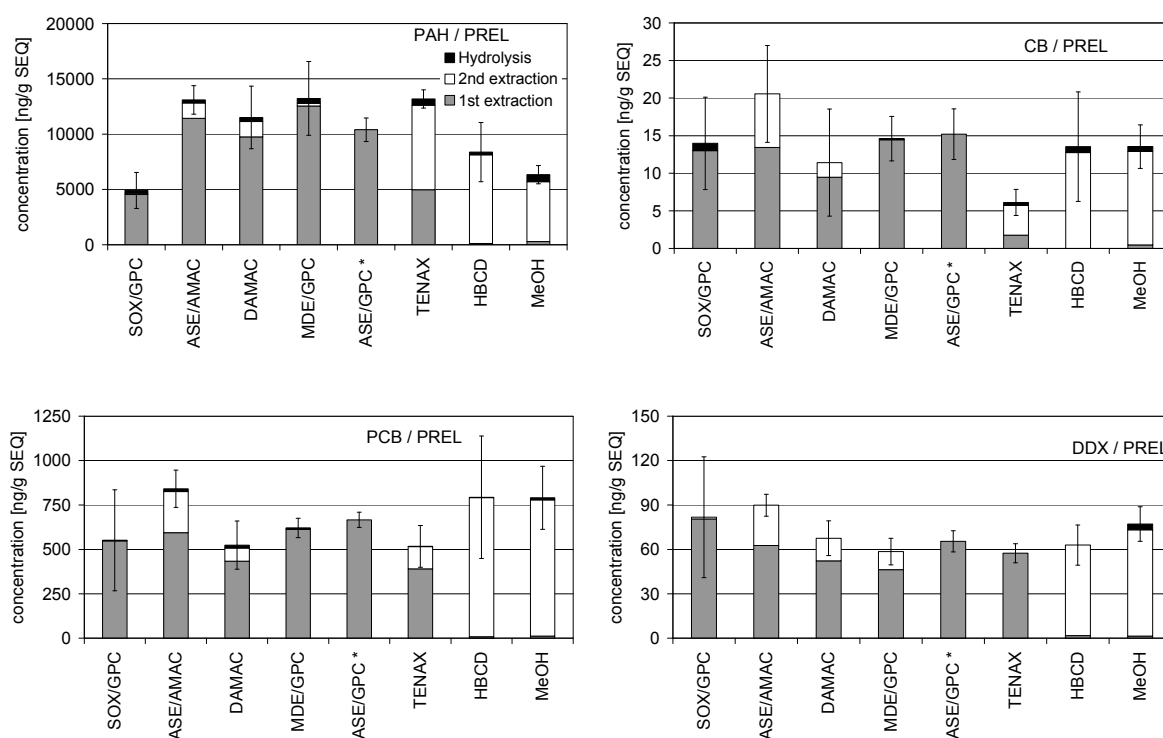 PAH / PREL
Hydrolysis
2nd extraction
1st extraction
concentration [ng/g SEQ]
20000
15000
10000
5000
0
SOX/GPC
ASE/AMAC
DAMAC
MDE/GPC
ASE/GPC *
TENAX
HBCD
MeOH
CB / PREL
concentration [ng/g SEQ]
30
25
20
15
10
5
0
SOX/GPC
ASE/AMAC
DAMAC
MDE/GPC
ASE/GPC *
TENAX
HBCD
MeOH
PCB / PREL
concentration [ng/g SEQ]
1250
1000
750
500
250
0
SOX/GPC
ASE/AMAC
DAMAC
MDE/GPC
ASE/GPC *
TENAX
HBCD
MeOH
DDX / PREL
concentration [ng/g SEQ]
150
120
90
60
30
0
SOX/GPC
ASE/AMAC
DAMAC
MDE/GPC
ASE/GPC *
TENAX
HBCD
MeOH